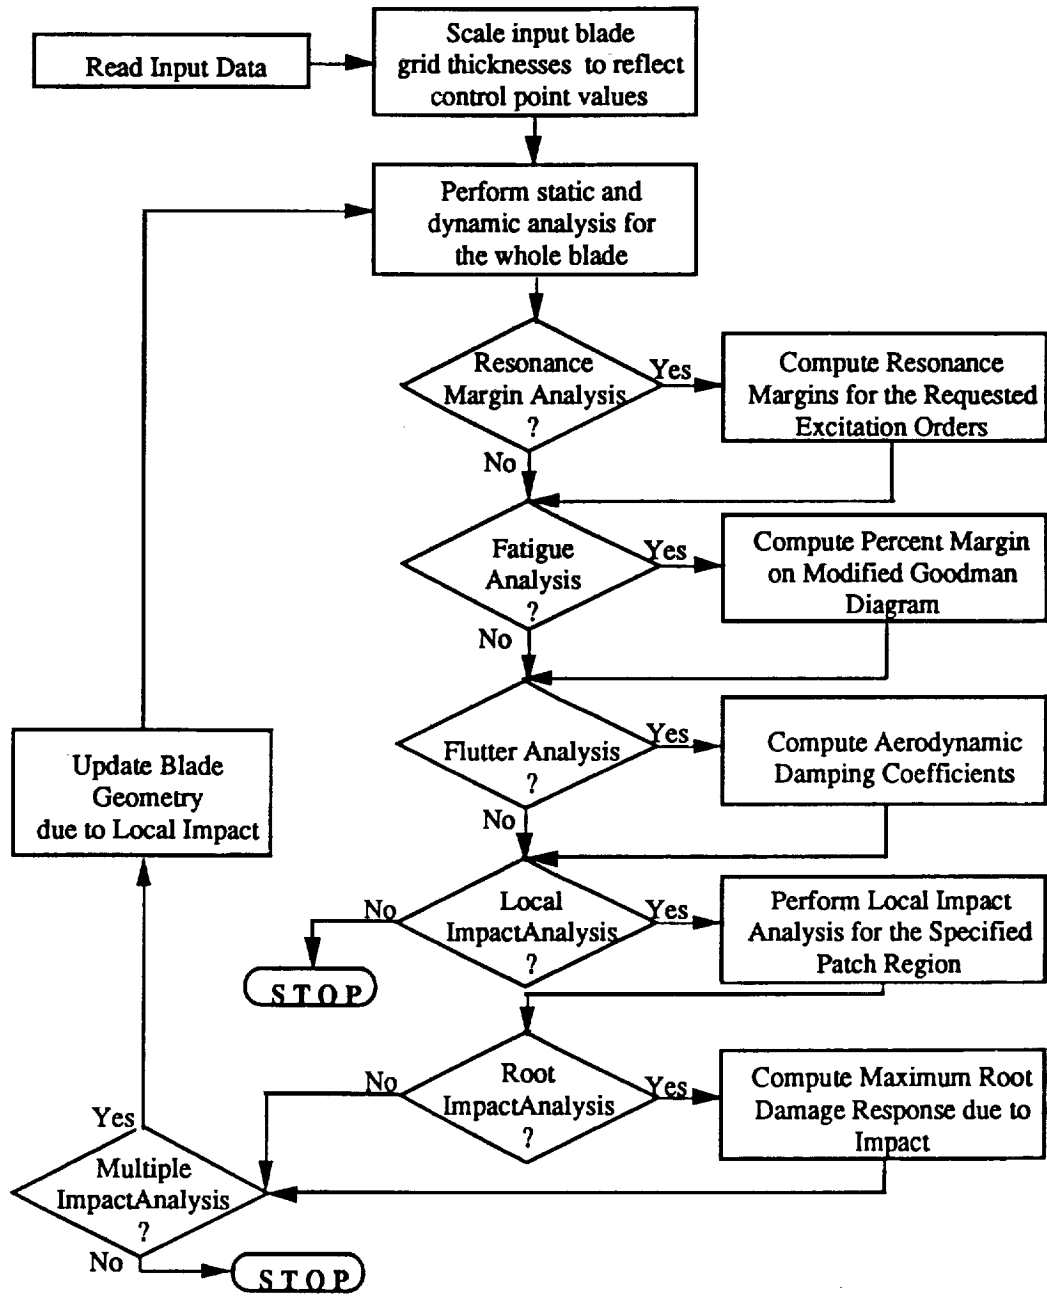 Read Input Data
Scale input blade
grid thicknesses to reflect
control point values
Perform static and
dynamic analysis for
the whole blade
Resonance
Margin Analysis
?
Yes
Compute Resonance
Margins for the Requested
Excitation Orders
No
Fatigue
Analysis
?
Yes
Compute Percent Margin
on Modified Goodman
Diagram
No
Flutter Analysis
?
Yes
Compute Aerodynamic
Damping Coefficients
No
Update Blade
Geometry
due to Local Impact
Local
ImpactAnalysis
?
No
Yes
Perform Local Impact
Analysis for the Specified
Patch Region
STOP
Root
ImpactAnalysis
?
No
Yes
Compute Maximum Root
Damage Response due to
Impact
Yes
Multiple
ImpactAnalysis
?
No
STOP